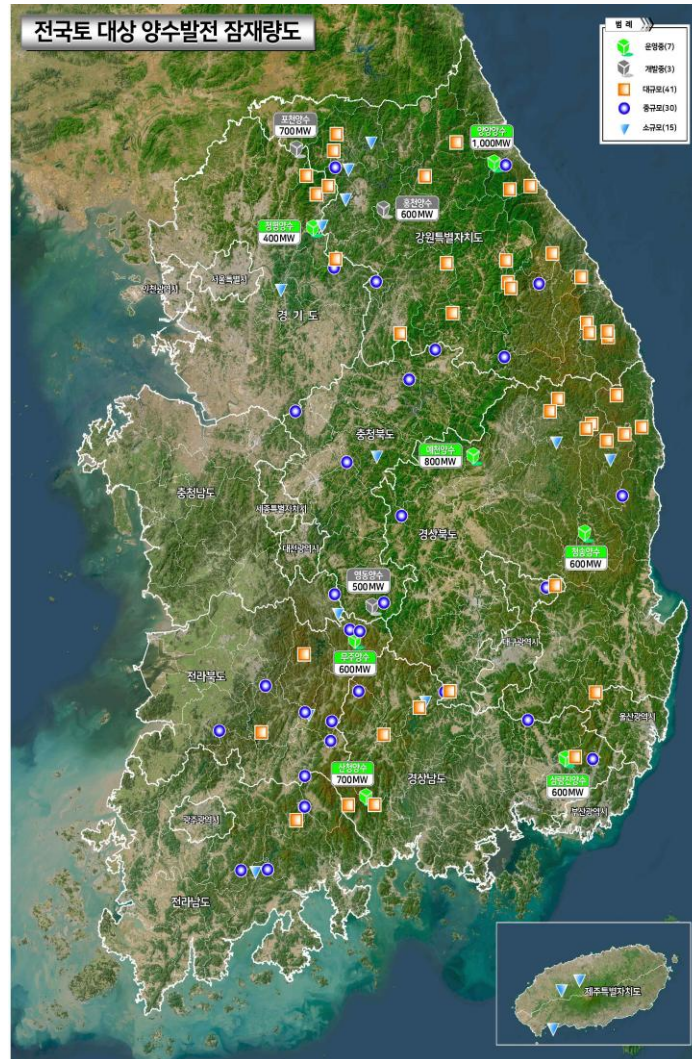 전국토 대상 양수발전 잠재량도
범 례
운영중(7)
개발중(3)
대규모(41)
중규모(30)
소규모(15)
포천양수
700MW
양양양수
1,000MW
홍천양수
600MW
청평양수
400MW
강원특별자치도
서울특별시
인천광역시
경 기 도
충청북도
예천양수
800MW
충청남도
세종특별자치시
대전광역시
경상북도
청송양수
600MW
영동양수
500MW
대구광역시
무주양수
600MW
전라북도
울산광역시
산청양수
700MW
경상남도
삼랑진양수
600MW
부산광역시
광주광역시
전라남도
제주특별자치도